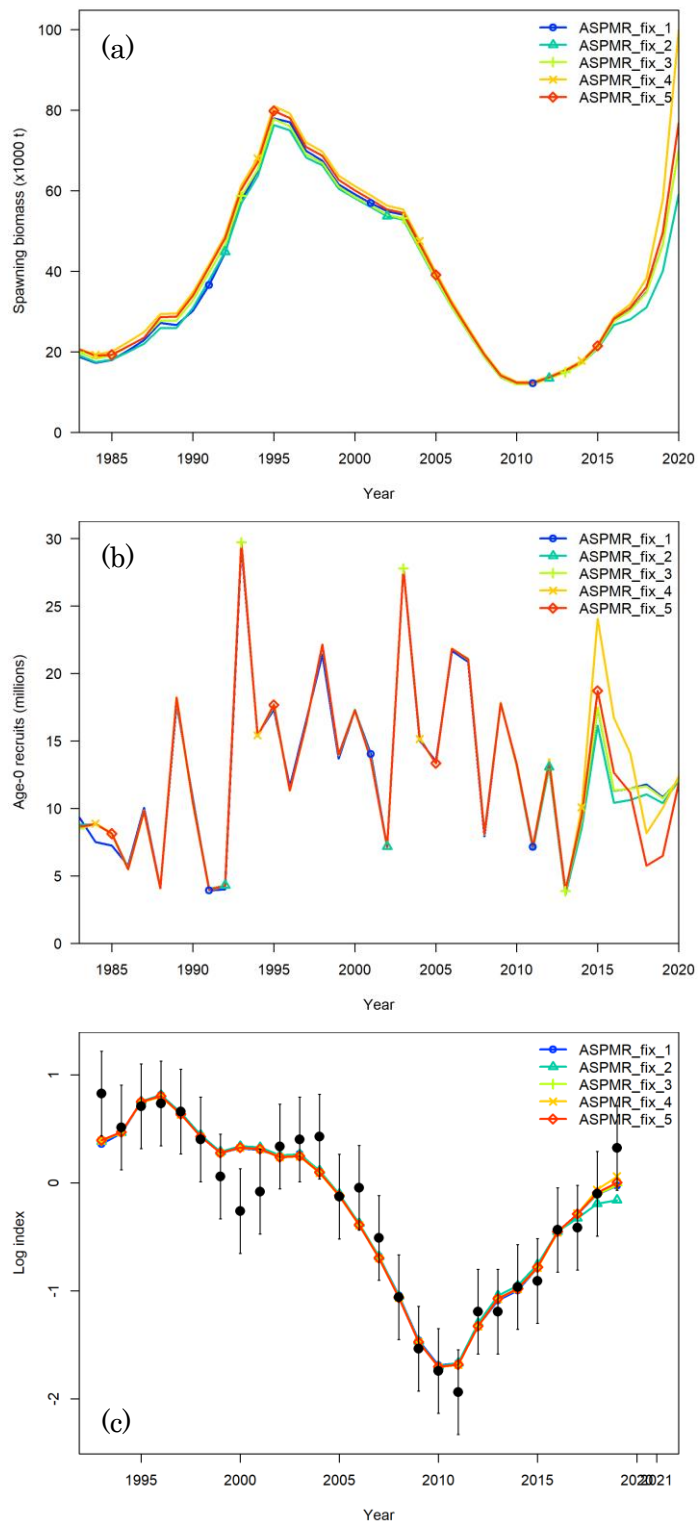 (a)
ASPMR_fix_1
ASPMR_fix_2
ASPMR_fix_3
ASPMR_fix_4
ASPMR_fix_5
Spawning biomass (x1000 t)
100
80
60
40
20
0
1985 1990 1995 2000 2005 2010 2015 2020
Year
(b)
ASPMR_fix_1
ASPMR_fix_2
ASPMR_fix_3
ASPMR_fix_4
ASPMR_fix_5
Age-0 recruits (millions)
30
25
20
15
10
5
0
1985 1990 1995 2000 2005 2010 2015 2020
Year
ASPMR_fix_1
ASPMR_fix_2
ASPMR_fix_3
ASPMR_fix_4
ASPMR_fix_5
Log index
1
0
-1
-2
(c)
1995 2000 2005 2010 2015 2020 2021
Year